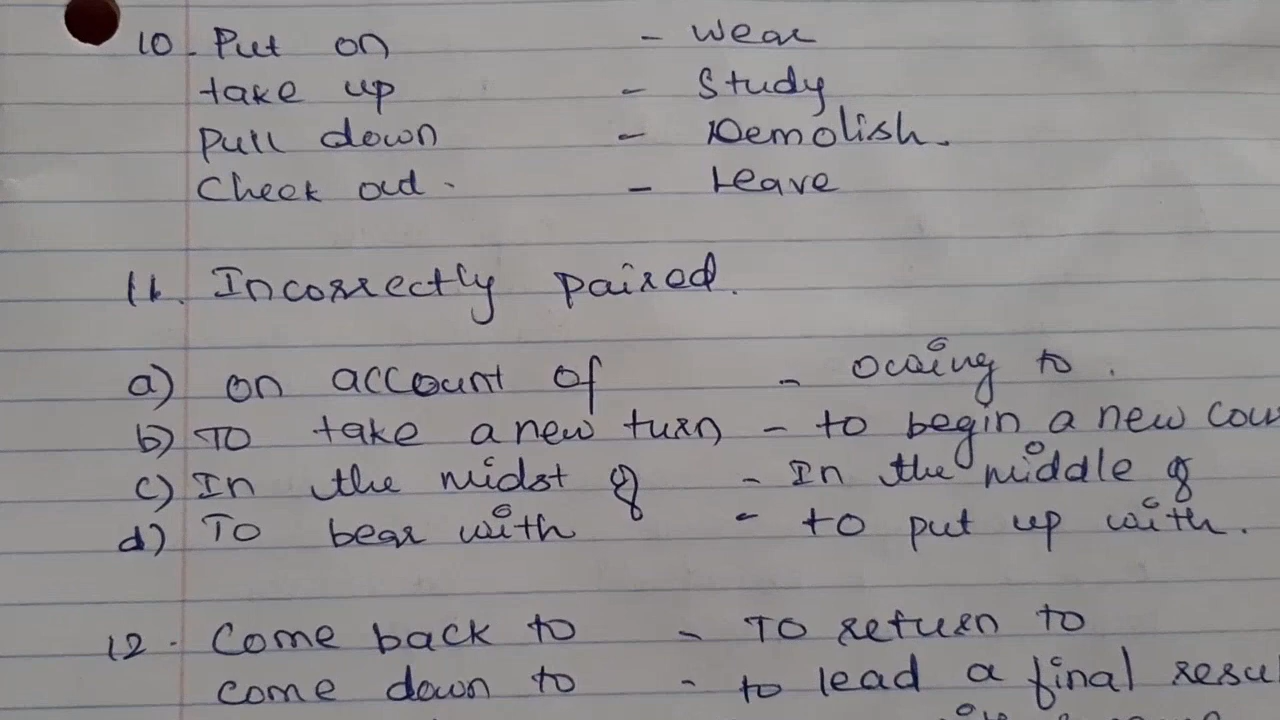 10. Put on - Wear
take up - Study
Pull down - Demolish.
Check out. - Leave
11. Incorrectly paired.
a) on account of - owing to.
b) To take a new turn - to begin a new cour
c) In the midst of - In the middle of
d) To bear with - to put up with.
12. Come back to - To return to
come down to - to lead a final resu